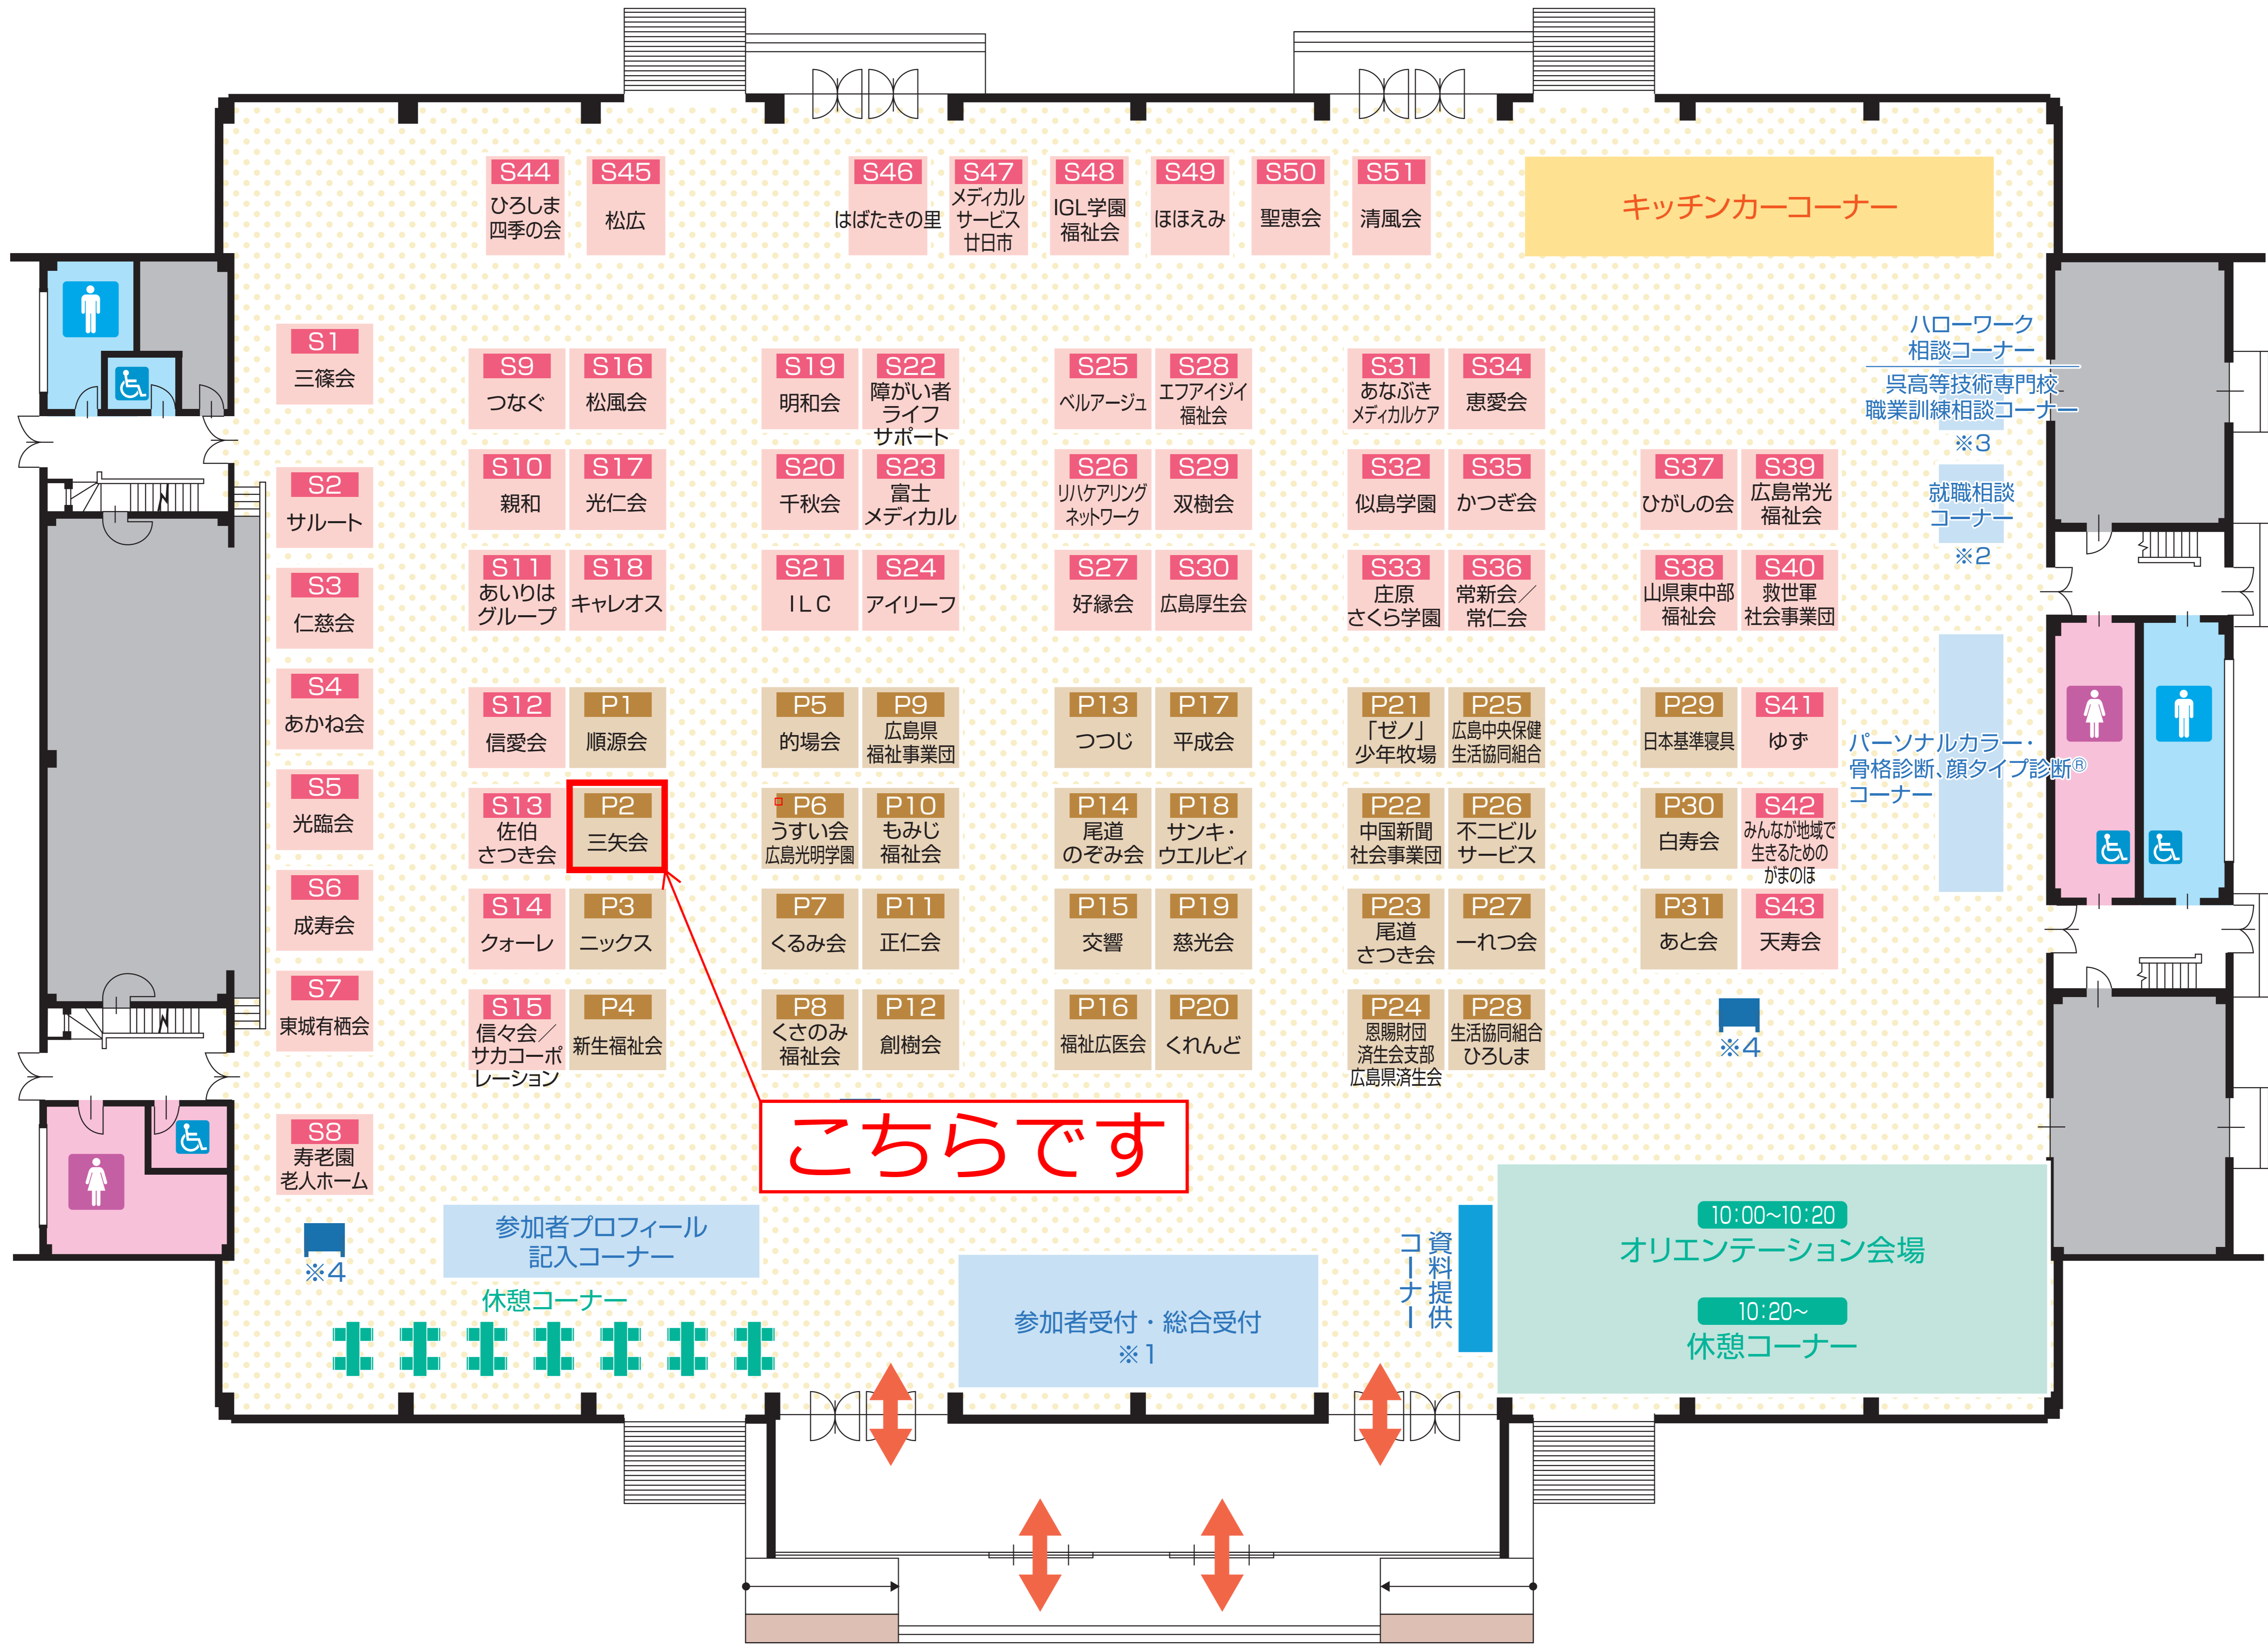 S44
ひろしま
四季の会
S45
松広
S46
はばたきの里
S47
メディカル
サービス
廿日市
S48
IGL学園
福祉会
S49
ほほえみ
S50
聖恵会
S51
清風会
キッチンカーコーナー
S1
三篠会
S2
サルート
S3
仁慈会
S4
あかね会
S5
光臨会
S6
成寿会
S7
東城有栖会
S8
寿老園
老人ホーム
S9
つなぐ
S16
松風会
S10
親和
S17
光仁会
S11
あいりは
グループ
S18
キャレオス
S19
明和会
S22
障がい者
ライフ
サポート
S20
千秋会
S23
富士
メディカル
S21
ILC
S24
アイリーフ
S25
ベルアージュ
S28
エフアイジイ
福祉会
S26
リハケアリング
ネットワーク
S29
双樹会
S27
好縁会
S30
広島厚生会
S31
あなぶき
メディカルケア
S34
恵愛会
S32
似島学園
S35
かつぎ会
S33
庄原
さくら学園
S36
常新会／
常仁会
S37
ひがしの会
S39
広島常光
福祉会
S38
山県東中部
福祉会
S40
救世軍
社会事業団
ハローワーク
相談コーナー
呉高等技術専門校
職業訓練相談コーナー
※3
就職相談
コーナー
※2
S12
信愛会
P1
順源会
S13
佐伯
さつき会
P2
三矢会
S14
クォーレ
P3
ニックス
S15
信々会／
サカコーポ
レーション
P4
新生福祉会
P5
的場会
P9
広島県
福祉事業団
P6
うすい会
広島光明学園
P10
もみじ
福祉会
P7
くるみ会
P11
正仁会
P8
くさのみ
福祉会
P12
創樹会
P13
つつじ
P17
平成会
P14
尾道
のぞみ会
P18
サンキ・
ウエルビィ
P15
交響
P19
慈光会
P16
福祉広医会
P20
くれんど
P21
「ゼノ」
少年牧場
P25
広島中央保健
生活協同組合
P22
中国新聞
社会事業団
P26
不二ビル
サービス
P23
尾道
さつき会
P27
一れつ会
P24
恩賜財団
済生会支部
広島県済生会
P28
生活協同組合
ひろしま
P29
日本基準寝具
S41
ゆず
P30
白寿会
S42
みんなが地域で
生きるための
がまのほ
P31
あと会
S43
天寿会
パーソナルカラー・
骨格診断、顔タイプ診断®
コーナー
※4
こちらです
※4
参加者プロフィール
記入コーナー
休憩コーナー
参加者受付・総合受付
※1
資料提供
コーナー
10：00〜10：20
オリエンテーション会場
10：20〜
休憩コーナー